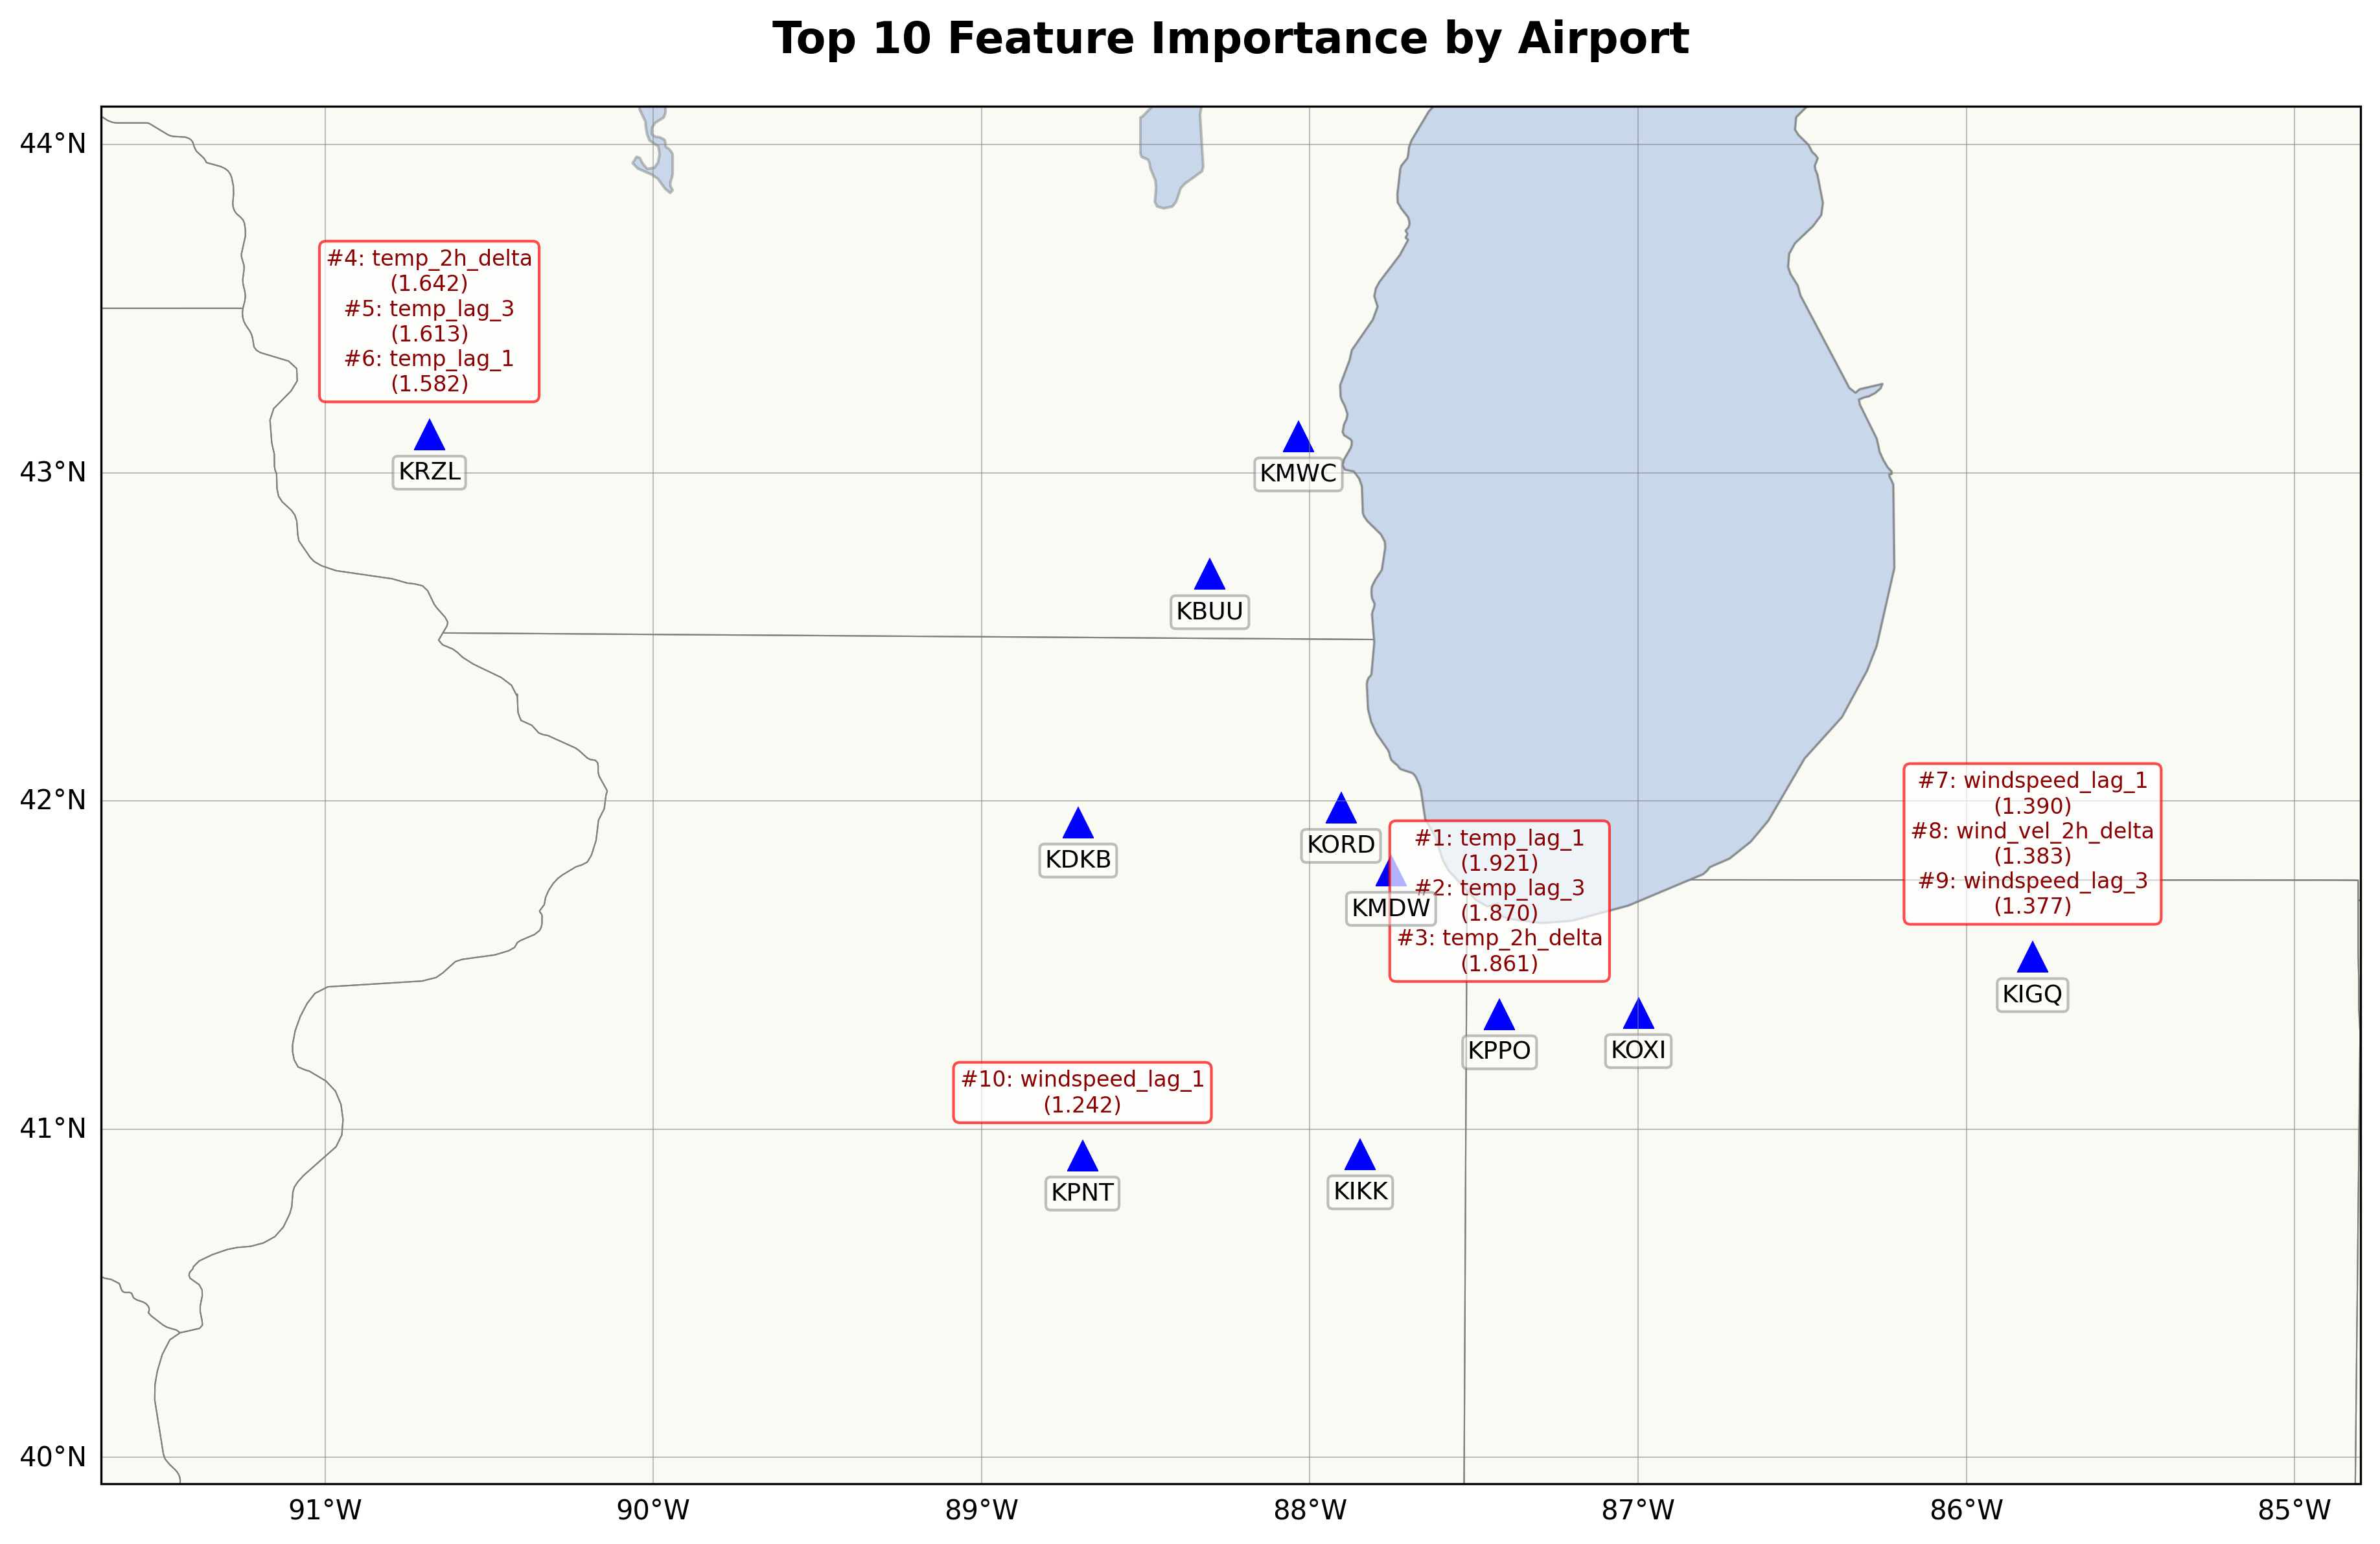 Top 10 Feature Importance by Airport
44°N
43°N
42°N
41°N
40°N
#4: temp_2h_delta
(1.642)
#5: temp_lag_3
(1.613)
#6: temp_lag_1
(1.582)
KRZL
KMWC
KBUU
KDKB
KORD
KMDW
#1: temp_lag_1
(1.921)
#2: temp_lag_3
(1.870)
#3: temp_2h_delta
(1.861)
KPPO
KOXI
#7: windspeed_lag_1
(1.390)
#8: wind_vel_2h_delta
(1.383)
#9: windspeed_lag_3
(1.377)
KIGQ
#10: windspeed_lag_1
(1.242)
KPNT
KIKK
91°W
90°W
89°W
88°W
87°W
86°W
85°W